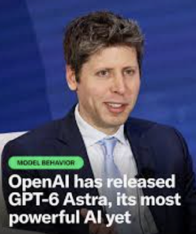 MODEL BEHAVIOR
OpenAI has released
GPT-6 Astra, its most
powerful AI yet